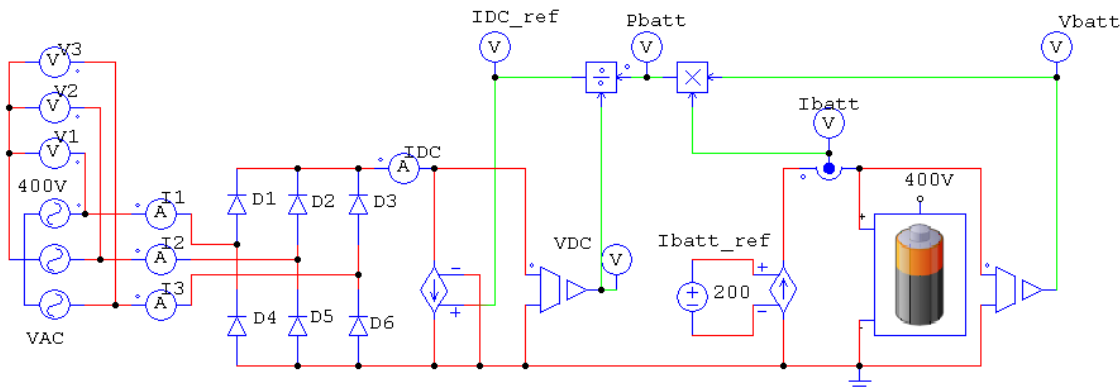 IDC_ref
Pbatt
Vbatt
V
V
V
V3
V
V2
V
V1
V
Ibatt
V
400V
I1
A
I2
A
I3
A
VAC
IDC
A
D1
D2
D3
D4
D5
D6
VDC
V
Ibatt_ref
200
400V